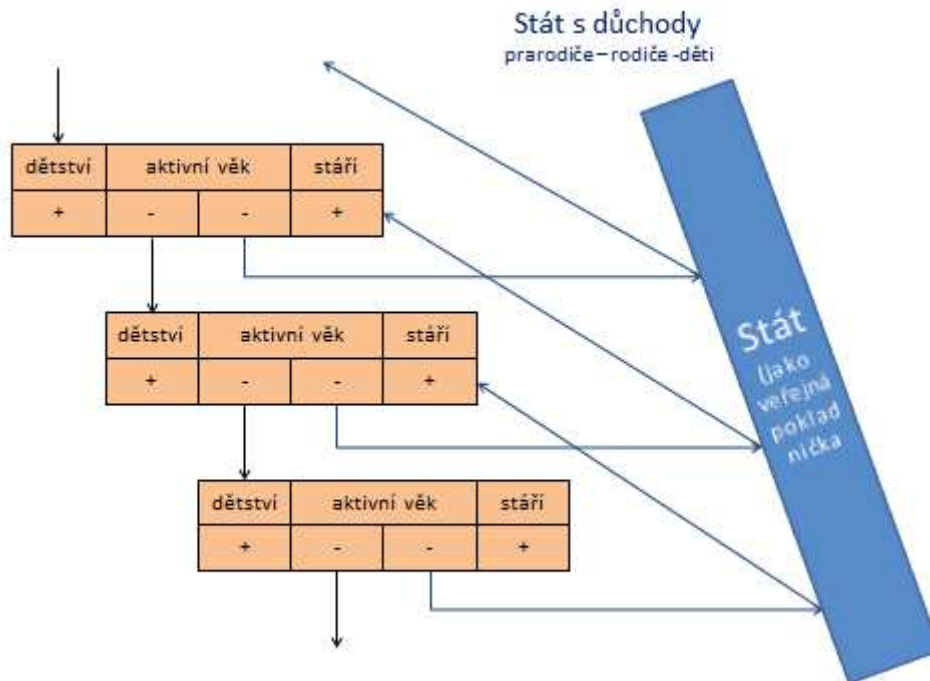 Stát s důchody
prarodiče – rodiče -děti
dětství aktivní věk stáří
+ - - +
dětství aktivní věk stáří
+ - - +
dětství aktivní věk stáří
+ - - +
Stát
(jako
veřejná
poklad
nička